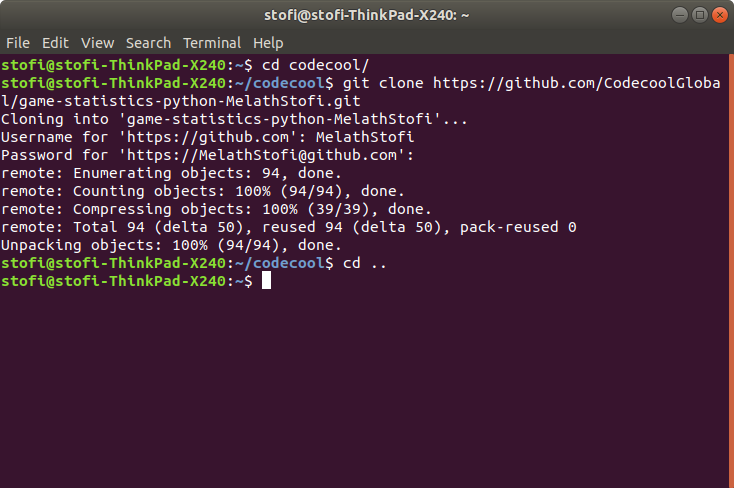 stofi@stofi-ThinkPad-X240: ~
File Edit View Search Terminal Help
stofi@stofi-ThinkPad-X240:~$ cd codecool/
stofi@stofi-ThinkPad-X240:~/codecool$ git clone https://github.com/CodecoolGloba
l/game-statistics-python-MelathStofi.git
Cloning into 'game-statistics-python-MelathStofi'...
Username for 'https://github.com': MelathStofi
Password for 'https://MelathStofi@github.com':
remote: Enumerating objects: 94, done.
remote: Counting objects: 100% (94/94), done.
remote: Compressing objects: 100% (39/39), done.
remote: Total 94 (delta 50), reused 94 (delta 50), pack-reused 0
Unpacking objects: 100% (94/94), done.
stofi@stofi-ThinkPad-X240:~/codecool$ cd ..
stofi@stofi-ThinkPad-X240:~$